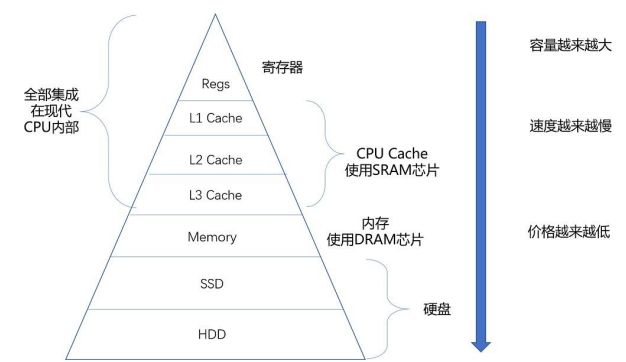 Regs
寄存器
全部集成
在现代
CPU内部
L1 Cache
L2 Cache
L3 Cache
CPU Cache
使用SRAM芯片
Memory
内存
使用DRAM芯片
SSD
HDD
硬盘
容量越来越大
速度越来越慢
价格越来越低